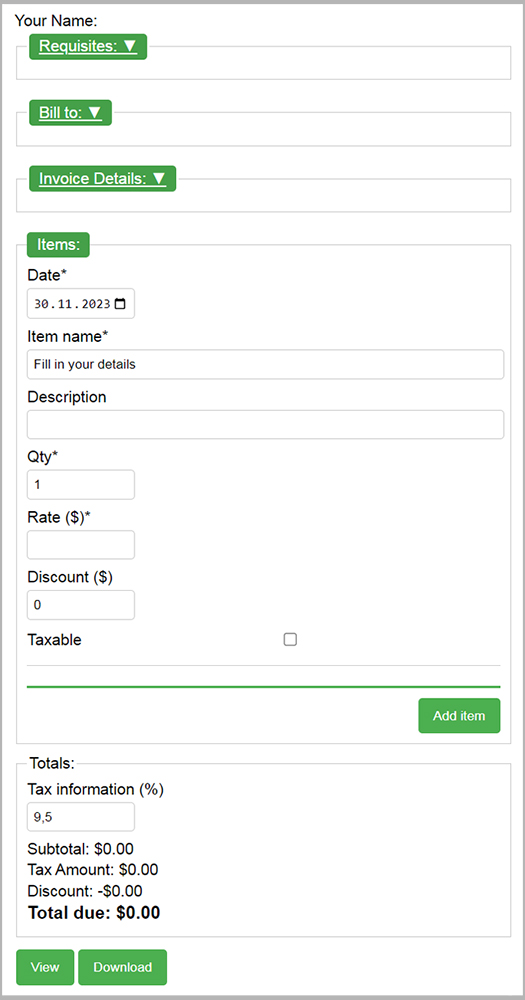 Your Name:
Requisites: ▼
Bill to: ▼
Invoice Details: ▼
Items:
Date*
30.11.2023
Item name*
Fill in your details
Description
Qty*
1
Rate ($)*
Discount ($)
0
Taxable
Add item
Totals:
Tax information (%)
9,5
Subtotal: $0.00
Tax Amount: $0.00
Discount: -$0.00
Total due: $0.00
View Download